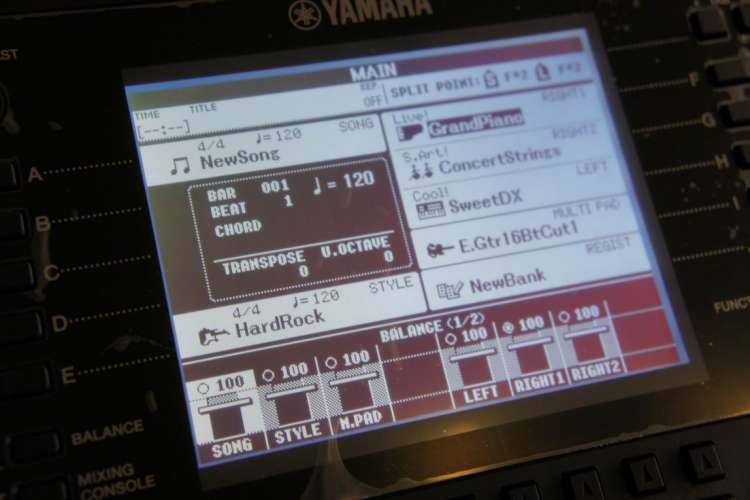 YAMAHA
MAIN
TIME TITLE REP. OFF
[--:--]
SPLIT POINT: S F#2 L F#2
4/4 ♩=120 SONG
NewSong
BAR 001 ♩=120
BEAT 1
CHORD
TRANSPOSE V.OCTAVE
0 0
4/4 ♩=120 STYLE
HardRock
RIGHT1
Live!
GrandPiano
RIGHT2
S.Art!
ConcertStrings
LEFT
Cool!
SweetDX
MULTI PAD
E.Gtr16BtCut1
REGIST
NewBank
BALANCE (1/2)
100 100 100 100 100 100
SONG STYLE M.PAD LEFT RIGHT1 RIGHT2
A
B
C
D
E
F
G
H
I
BALANCE
MIXING
CONSOLE